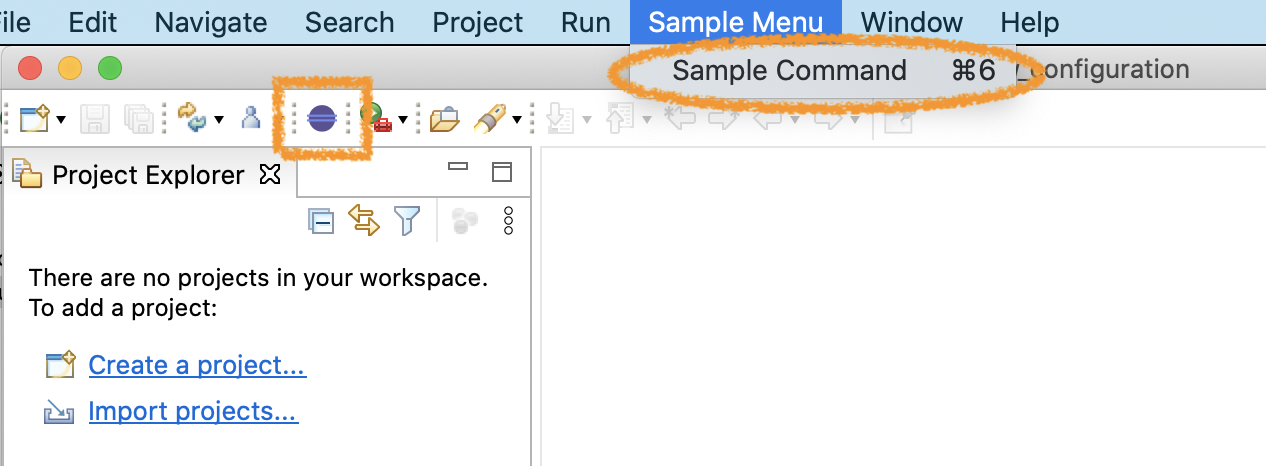 ile Edit Navigate Search Project Run Sample Menu Window Help
Sample Command ⌘6
_configuration
Project Explorer
There are no projects in your workspace.
To add a project:
Create a project...
Import projects...